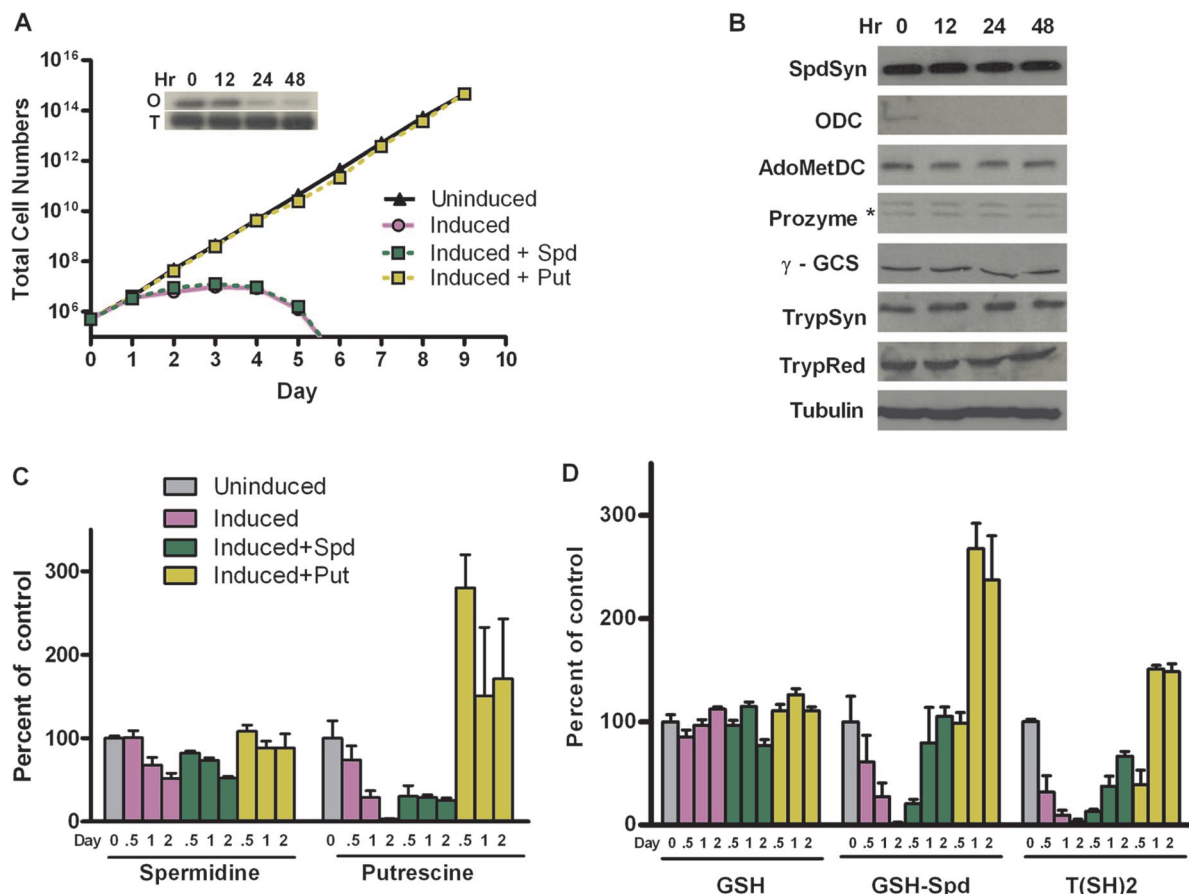 A
Total Cell Numbers
10^16
10^14
10^12
10^10
10^8
10^6
Hr 0 12 24 48
O
T
Uninduced
Induced
Induced + Spd
Induced + Put
0 1 2 3 4 5 6 7 8 9 10
Day
B
Hr 0 12 24 48
SpdSyn
ODC
AdoMetDC
Prozyme *
γ - GCS
TrypSyn
TrypRed
Tubulin
C
Uninduced
Induced
Induced+Spd
Induced+Put
Percent of control
300
200
100
0
Day 0 .5 1 2 .5 1 2 .5 1 2 0 .5 1 2 .5 1 2 .5 1 2
Spermidine Putrescine
D
Percent of control
300
200
100
0
Day 0 .5 1 2 .5 1 2 .5 1 2 0 .5 1 2 .5 1 2 .5 1 2 0 .5 1 2 .5 1 2 .5 1 2
GSH GSH-Spd T(SH)2